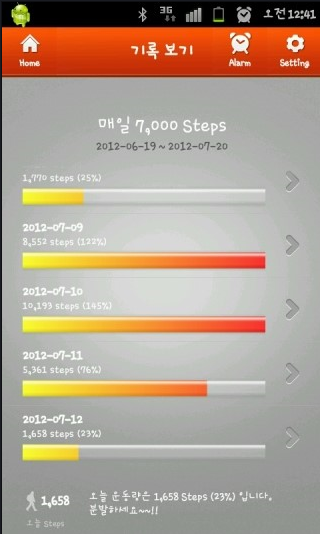 3G
오전 12:41
Home
기록 보기
Alarm
Setting
매일 7,000 Steps
2012-06-19 ~ 2012-07-20
1,770 steps (25%)
2012-07-09
8,552 steps (122%)
2012-07-10
10,193 steps (145%)
2012-07-11
5,361 steps (76%)
2012-07-12
1,658 steps (23%)
1,658
오늘 Steps
오늘 운동량은 1,658 Steps (23%) 입니다.
분발하세요~~!!